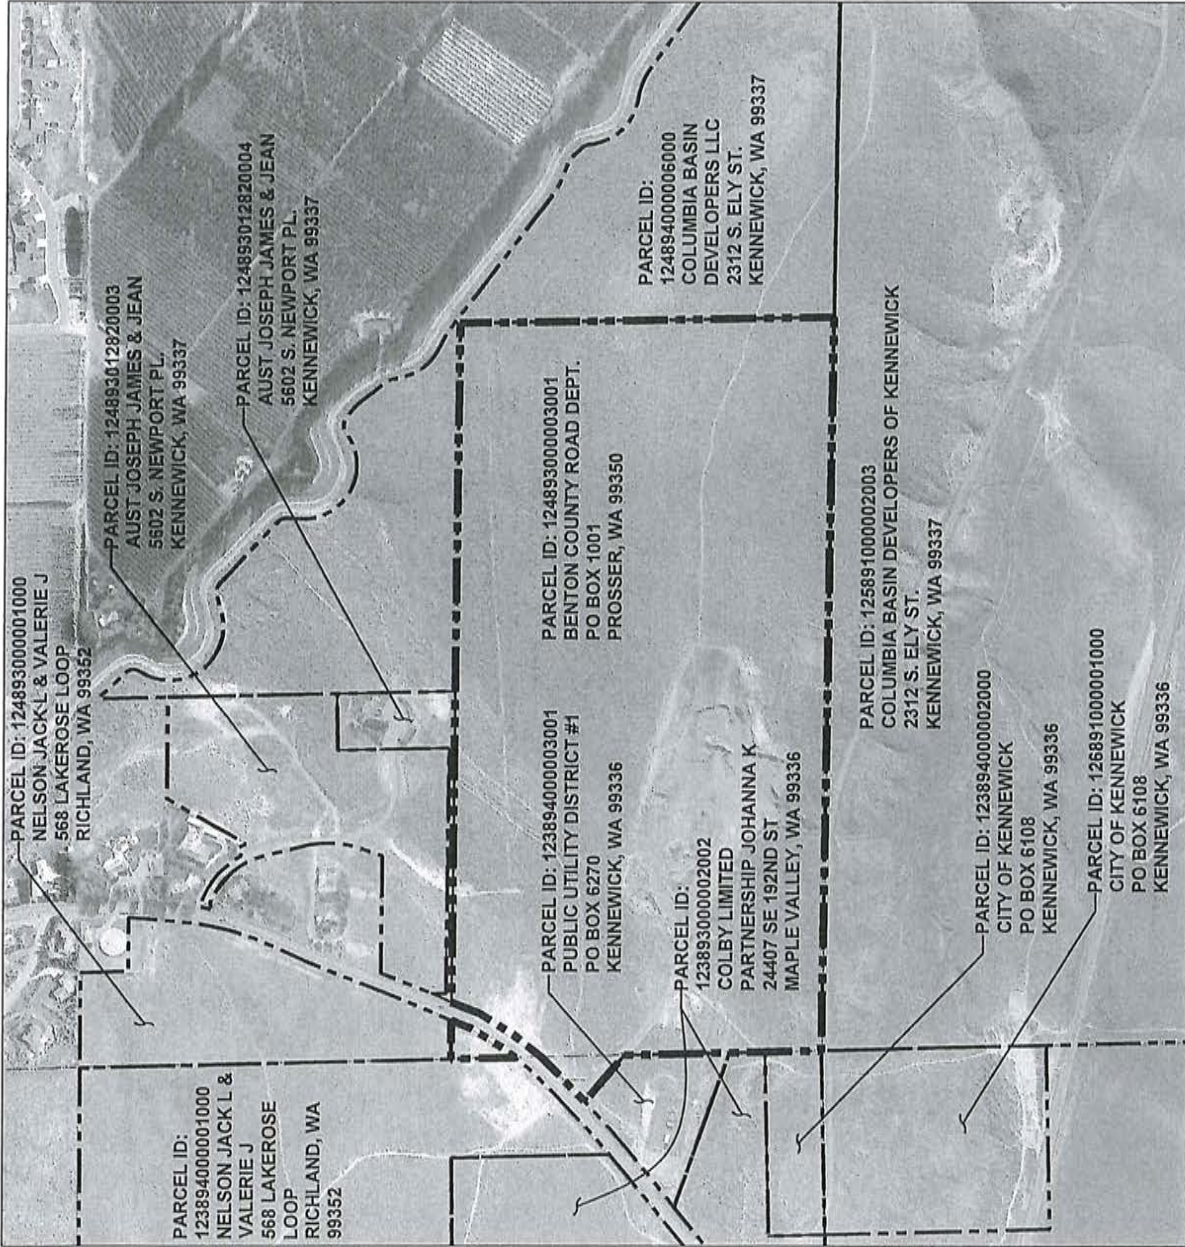 PARCEL ID:
123894000001000
NELSON JACK L &
VALERIE J
568 LAKEROSE
LOOP
RICHLAND, WA
99352
PARCEL ID: 124893000001000
NELSON JACK L & VALERIE J
568 LAKEROSE LOOP
RICHLAND, WA 99352
PARCEL ID: 124893012820003
AUST JOSEPH JAMES & JEAN
5602 S. NEWPORT PL.
KENNEWICK, WA 99337
PARCEL ID: 124893012820004
AUST JOSEPH JAMES & JEAN
5602 S. NEWPORT PL.
KENNEWICK, WA 99337
PARCEL ID: 123894000003001
PUBLIC UTILITY DISTRICT #1
PO BOX 6270
KENNEWICK, WA 99336
PARCEL ID: 124893000003001
BENTON COUNTY ROAD DEPT.
PO BOX 1001
PROSSER, WA 99350
PARCEL ID:
124894000006000
COLUMBIA BASIN
DEVELOPERS LLC
2312 S. ELY ST.
KENNEWICK, WA 99337
PARCEL ID:
123893000002002
COLBY LIMITED
PARTNERSHIP JOHANNA K
24407 SE 192ND ST
MAPLE VALLEY, WA 99336
PARCEL ID: 125891000002003
COLUMBIA BASIN DEVELOPERS OF KENNEWICK
2312 S. ELY ST.
KENNEWICK, WA 99337
PARCEL ID: 123894000002000
CITY OF KENNEWICK
PO BOX 6108
KENNEWICK, WA 99336
PARCEL ID: 126891000001000
CITY OF KENNEWICK
PO BOX 6108
KENNEWICK, WA 99336